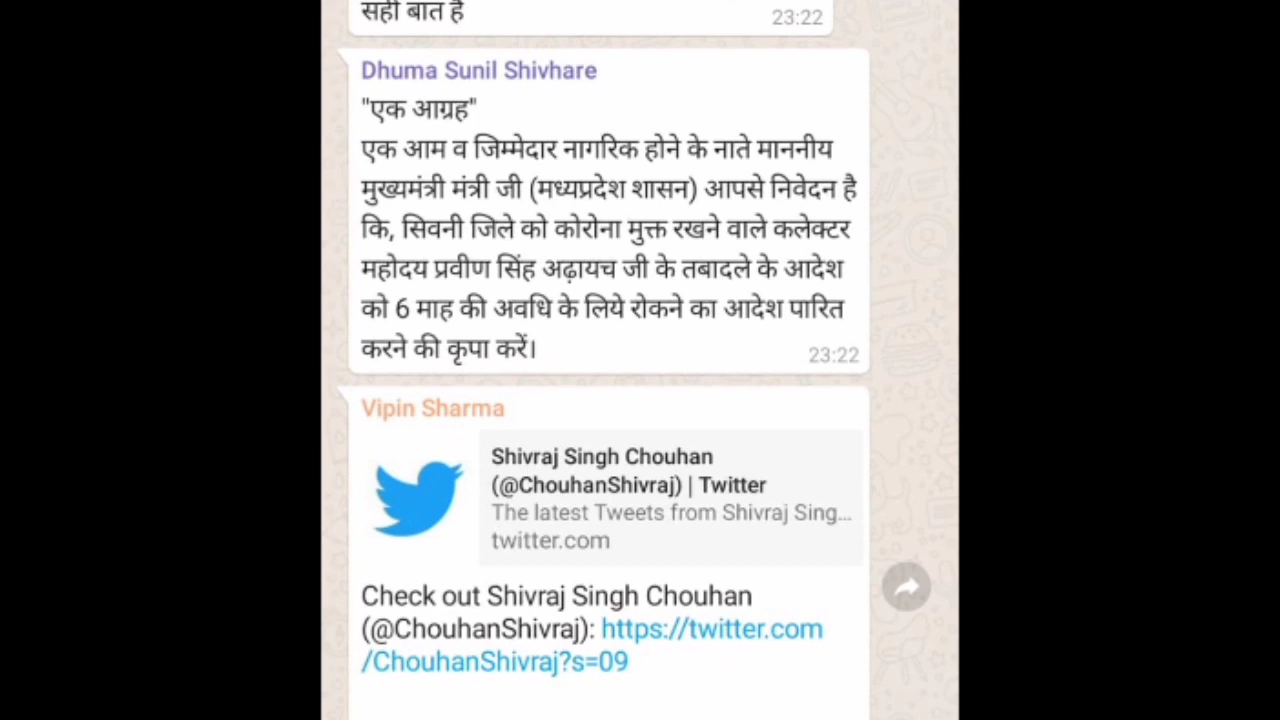 सही बात है
23:22
Dhuma Sunil Shivhare
"एक आग्रह"
एक आम व जिम्मेदार नागरिक होने के नाते माननीय
मुख्यमंत्री मंत्री जी (मध्यप्रदेश शासन) आपसे निवेदन है
कि, सिवनी जिले को कोरोना मुक्त रखने वाले कलेक्टर
महोदय प्रवीण सिंह अढ़ायच जी के तबादले के आदेश
को 6 माह की अवधि के लिये रोकने का आदेश पारित
करने की कृपा करें।
23:22
Vipin Sharma
Shivraj Singh Chouhan
(@ChouhanShivraj) | Twitter
The latest Tweets from Shivraj Sing...
twitter.com
Check out Shivraj Singh Chouhan
(@ChouhanShivraj): https://twitter.com
/ChouhanShivraj?s=09